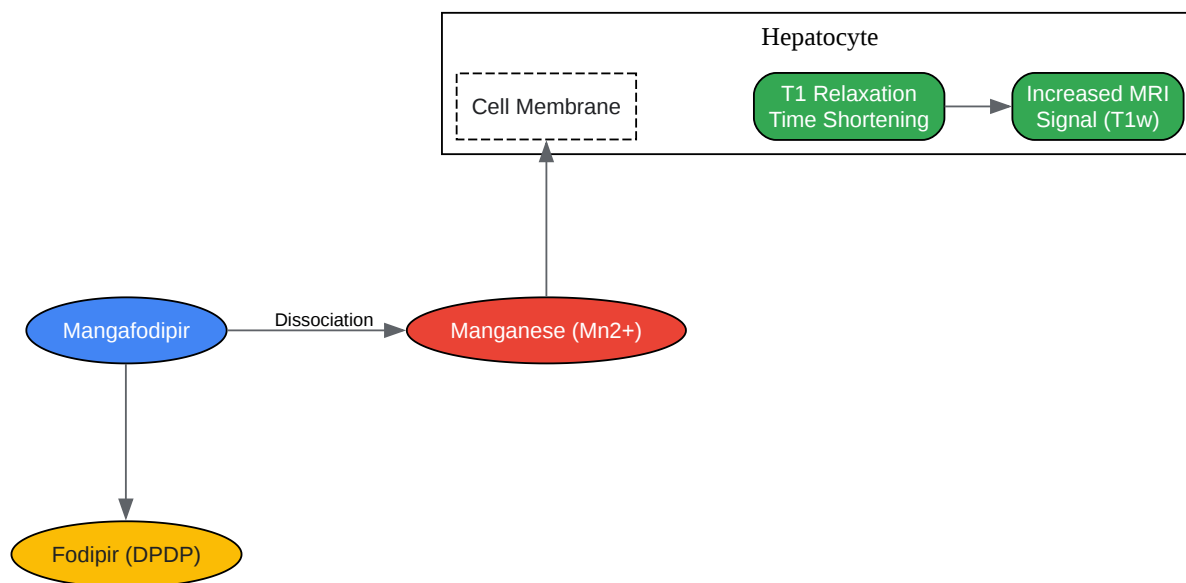 Hepatocyte
Cell Membrane
T1 Relaxation
Time Shortening
Increased MRI
Signal (T1w)
Mangafodipir
Dissociation
Manganese (Mn2+)
Fodipir (DPDP)